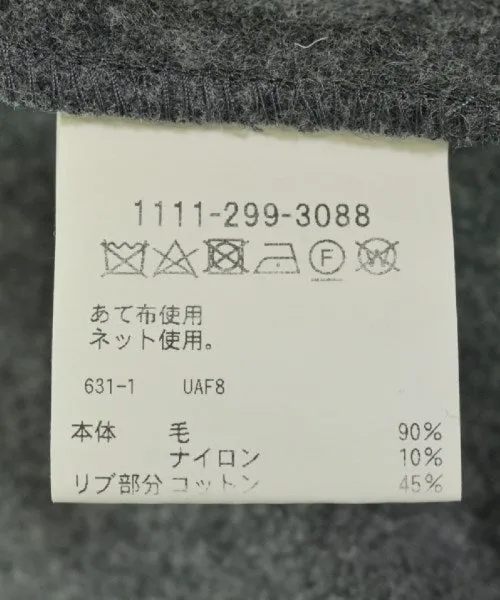 1111-299-3088
F W
あて布使用
ネット使用。
631-1 UAF8
本体 毛 90%
ナイロン 10%
リブ部分 コットン 45%